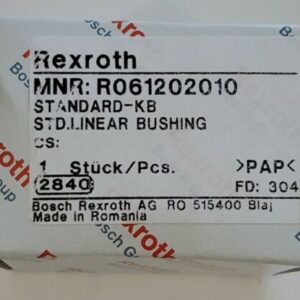 Rexroth
MNR: R061202010
STANDARD-KB
STD.LINEAR BUSHING
CS:
1 Stück/Pcs. >PAP<
2840 FD: 304
Bosch Rexroth AG RO 515400 Blaj
Made in Romania